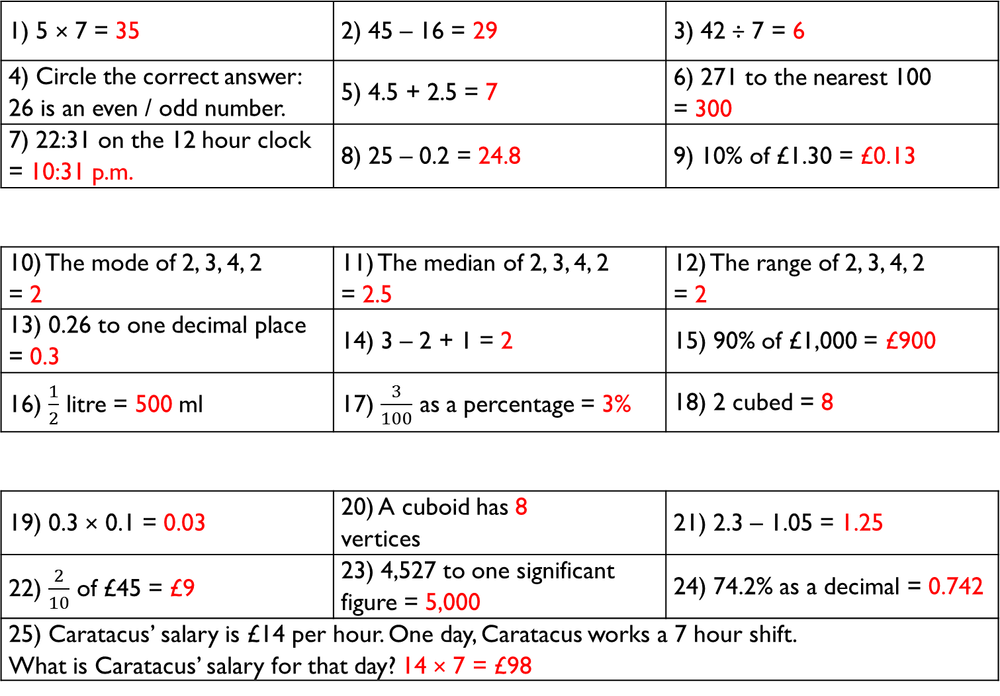 1) 5 × 7 = 35
2) 45 – 16 = 29
3) 42 ÷ 7 = 6
4) Circle the correct answer:
26 is an even / odd number.
5) 4.5 + 2.5 = 7
6) 271 to the nearest 100
= 300
7) 22:31 on the 12 hour clock
= 10:31 p.m.
8) 25 – 0.2 = 24.8
9) 10% of £1.30 = £0.13
10) The mode of 2, 3, 4, 2
= 2
11) The median of 2, 3, 4, 2
= 2.5
12) The range of 2, 3, 4, 2
= 2
13) 0.26 to one decimal place
= 0.3
14) 3 – 2 + 1 = 2
15) 90% of £1,000 = £900
16) 1/2 litre = 500 ml
17) 3/100 as a percentage = 3%
18) 2 cubed = 8
19) 0.3 × 0.1 = 0.03
20) A cuboid has 8
vertices
21) 2.3 – 1.05 = 1.25
22) 2/10 of £45 = £9
23) 4,527 to one significant
figure = 5,000
24) 74.2% as a decimal = 0.742
25) Caratacus’ salary is £14 per hour. One day, Caratacus works a 7 hour shift.
What is Caratacus’ salary for that day? 14 × 7 = £98